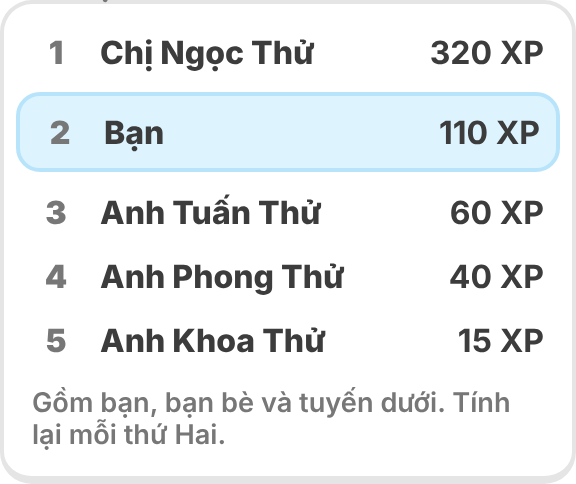 1 Chị Ngọc Thử 320 XP
2 Bạn 110 XP
3 Anh Tuấn Thử 60 XP
4 Anh Phong Thử 40 XP
5 Anh Khoa Thử 15 XP
Gồm bạn, bạn bè và tuyến dưới. Tính
lại mỗi thứ Hai.